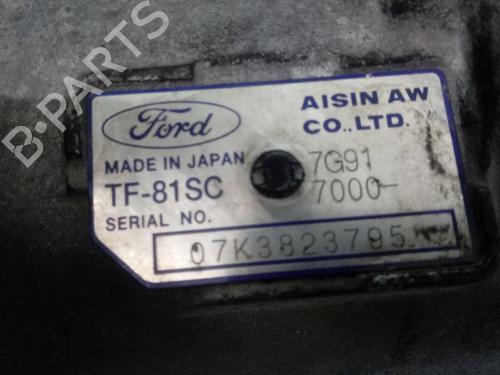 B-PARTS
Ford
AISIN AW
CO.,LTD.
MADE IN JAPAN
7G91
TF-81SC
7000-
SERIAL NO.
07K3823795